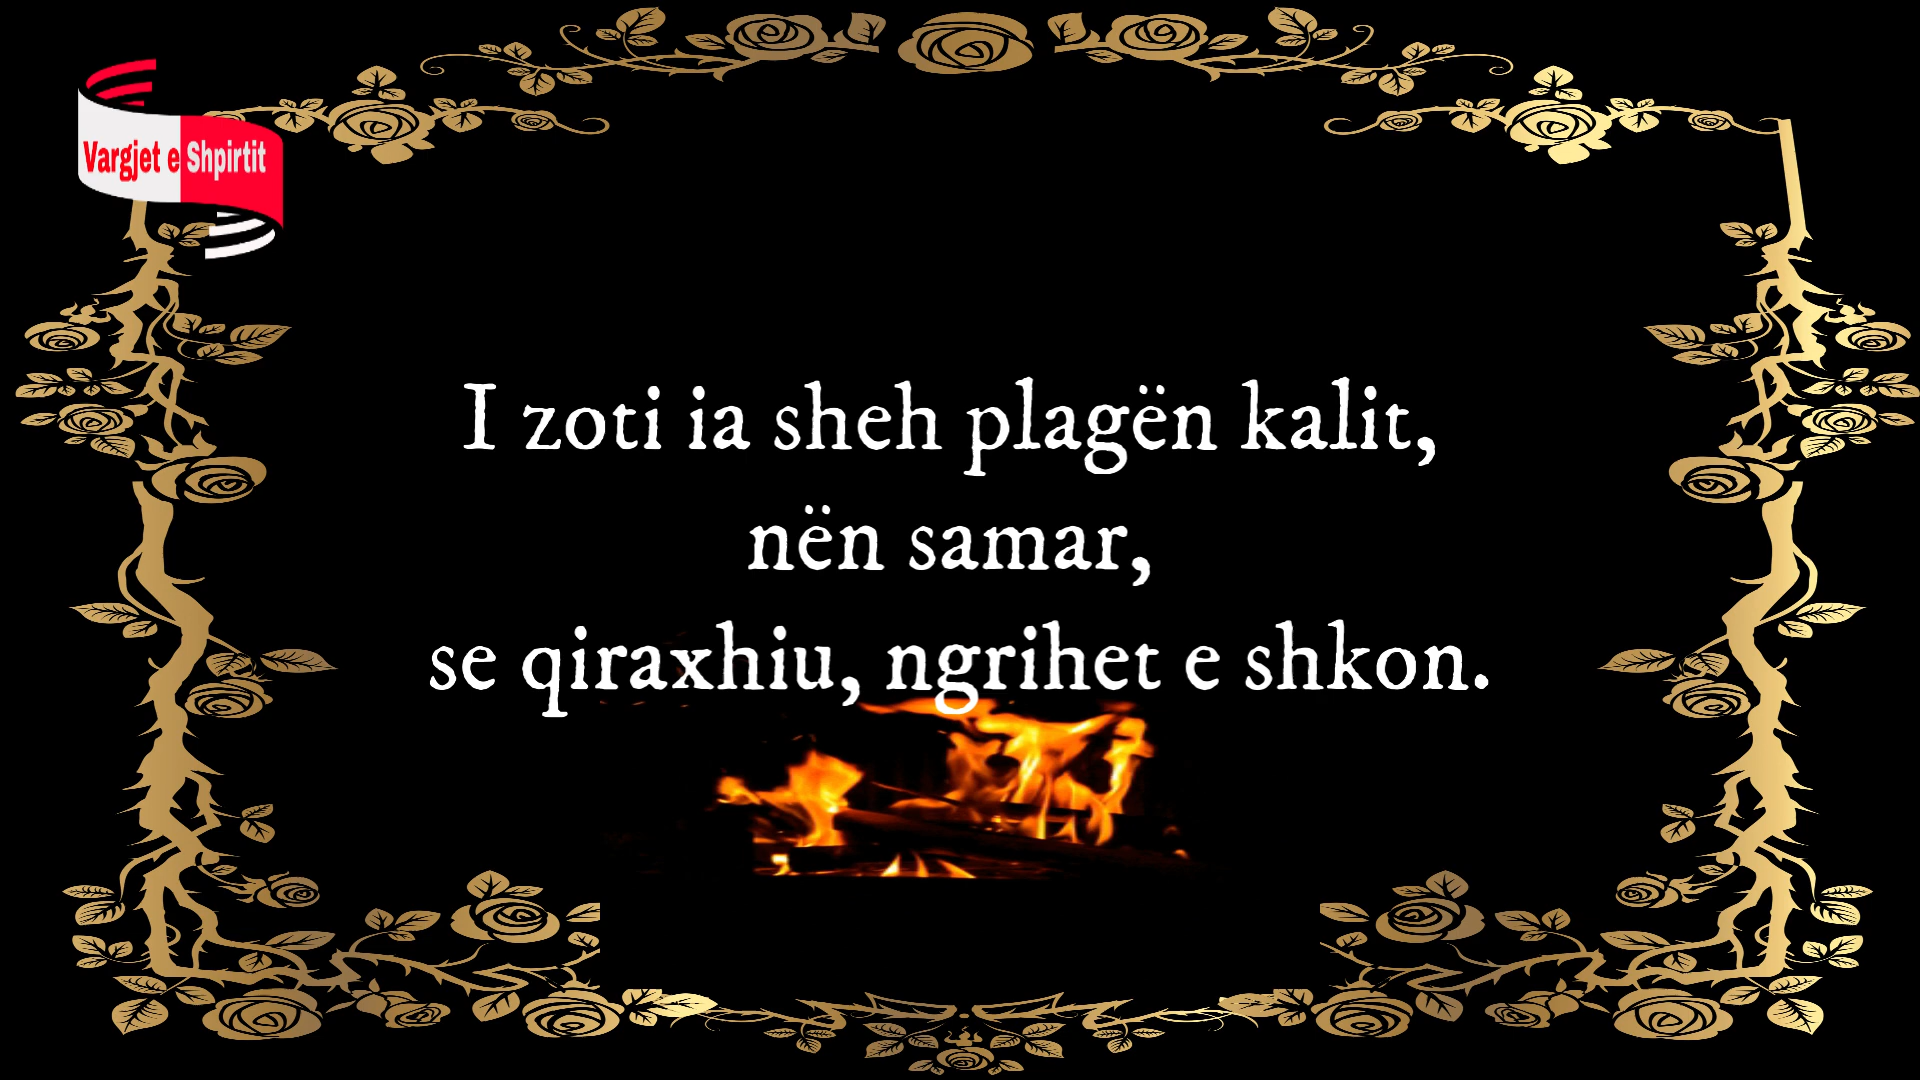 Vargjet e Shpirtit
I zoti ia sheh plagën kalit,
nën samar,
se qiraxhiu, ngrihet e shkon.